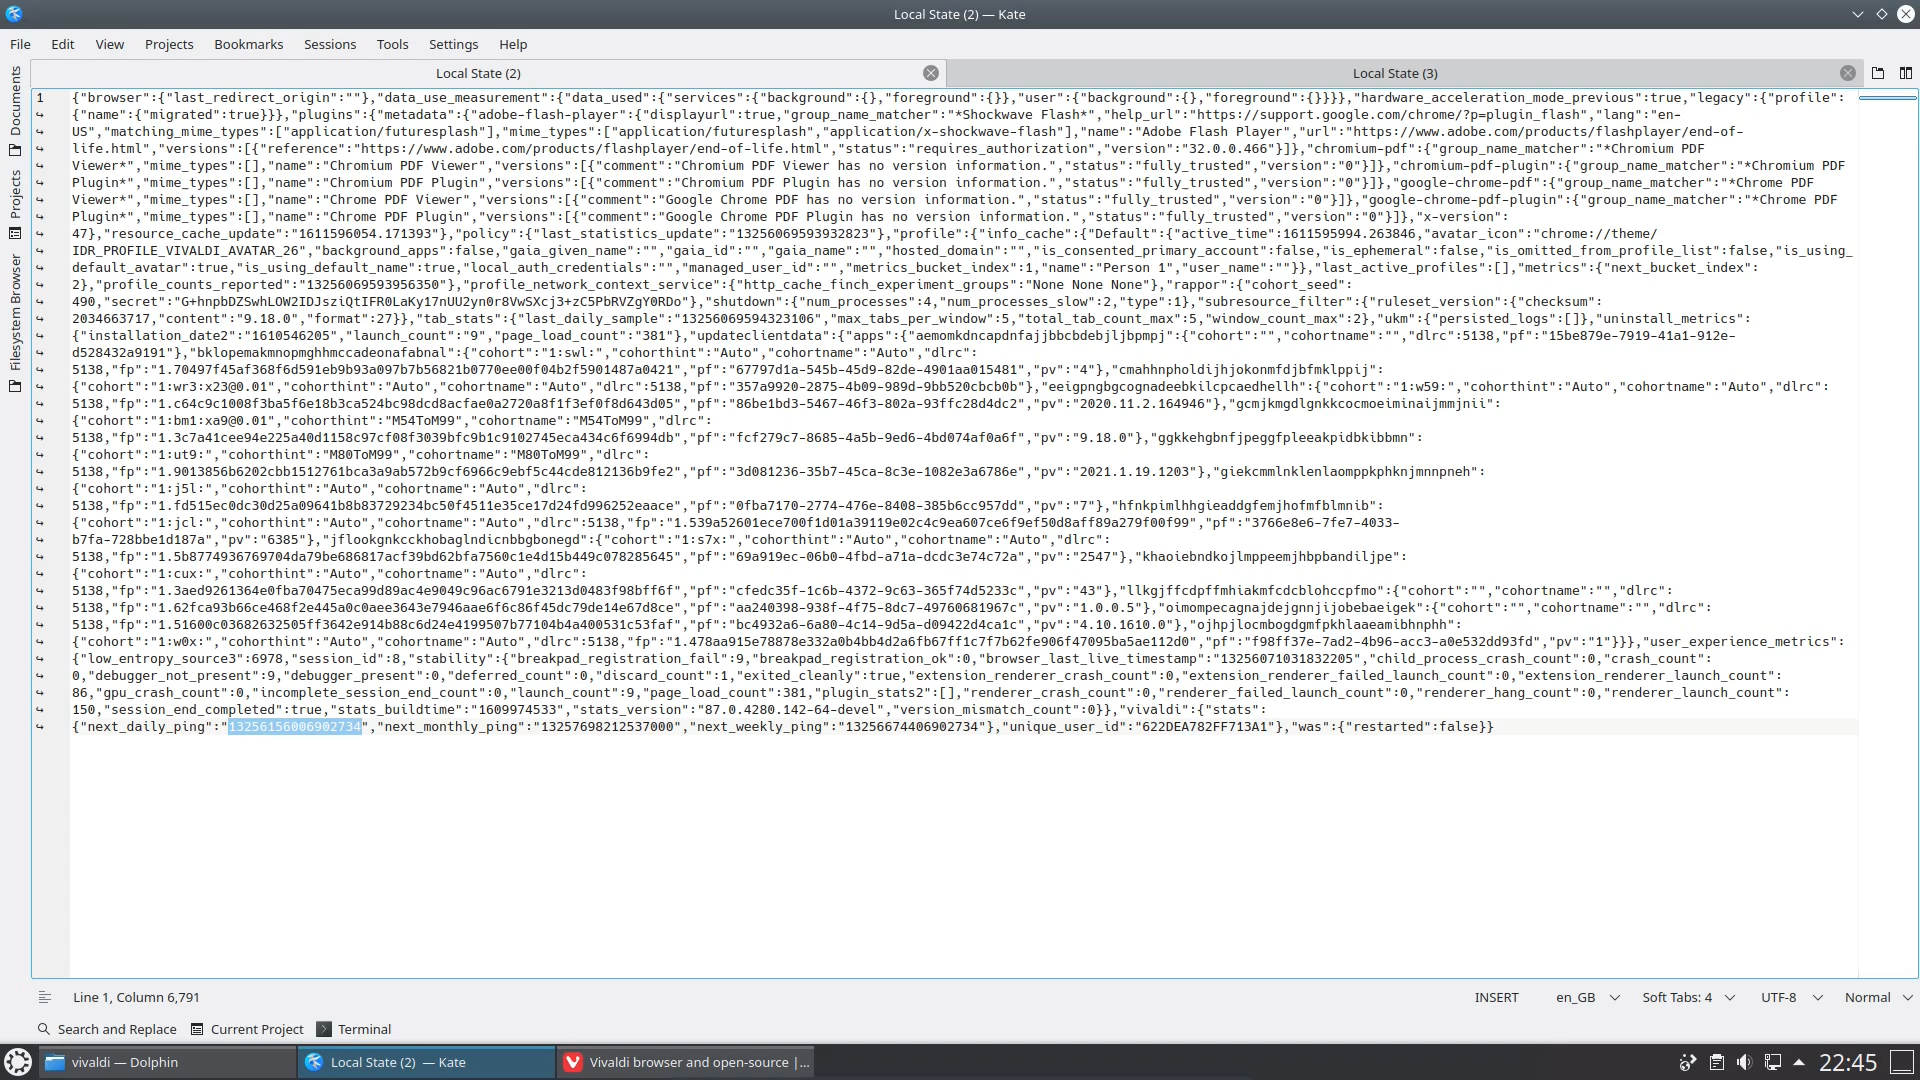 Local State (2) — Kate
File Edit View Projects Bookmarks Sessions Tools Settings Help
Documents
Projects
Filesystem Browser
Local State (2)
Local State (3)
1 {"browser":{"last_redirect_origin":""},"data_use_measurement":{"data_used":{"services":{"background":{},"foreground":{}},"user":{"background":{},"foreground":{}}}},"hardware_acceleration_mode_previous":true,"legacy":{"profile":
{"name":{"migrated":true}}},"plugins":{"metadata":{"adobe-flash-player":{"displayurl":true,"group_name_matcher":"*Shockwave Flash*","help_url":"https://support.google.com/chrome/?p=plugin_flash","lang":"en-
US","matching_mime_types":["application/futuresplash"],"mime_types":["application/futuresplash","application/x-shockwave-flash"],"name":"Adobe Flash Player","url":"https://www.adobe.com/products/flashplayer/end-of-
life.html","versions":[{"reference":"https://www.adobe.com/products/flashplayer/end-of-life.html","status":"requires_authorization","version":"32.0.0.466"}]},"chromium-pdf":{"group_name_matcher":"*Chromium PDF
Viewer*","mime_types":[],"name":"Chromium PDF Viewer","versions":[{"comment":"Chromium PDF Viewer has no version information.","status":"fully_trusted","version":"0"}]},"chromium-pdf-plugin":{"group_name_matcher":"*Chromium PDF
Plugin*","mime_types":[],"name":"Chromium PDF Plugin","versions":[{"comment":"Chromium PDF Plugin has no version information.","status":"fully_trusted","version":"0"}]},"google-chrome-pdf":{"group_name_matcher":"*Chrome PDF
Viewer*","mime_types":[],"name":"Chrome PDF Viewer","versions":[{"comment":"Google Chrome PDF has no version information.","status":"fully_trusted","version":"0"}]},"google-chrome-pdf-plugin":{"group_name_matcher":"*Chrome PDF
Plugin*","mime_types":[],"name":"Chrome PDF Plugin","versions":[{"comment":"Google Chrome PDF Plugin has no version information.","status":"fully_trusted","version":"0"}]},"x-version":
47},"resource_cache_update":"1611596054.171393"},"policy":{"last_statistics_update":"13256069593932823"},"profile":{"info_cache":{"Default":{"active_time":1611595994.263846,"avatar_icon":"chrome://theme/
IDR_PROFILE_VIVALDI_AVATAR_26","background_apps":false,"gaia_given_name":"","gaia_id":"","gaia_name":"","hosted_domain":"","is_consented_primary_account":false,"is_ephemeral":false,"is_omitted_from_profile_list":false,"is_using_
default_avatar":true,"is_using_default_name":true,"local_auth_credentials":"","managed_user_id":"","metrics_bucket_index":1,"name":"Person 1","user_name":""}},"last_active_profiles":[],"metrics":{"next_bucket_index":
2},"profile_counts_reported":"13256069593956350"},"profile_network_context_service":{"http_cache_finch_experiment_groups":"None None None"},"rappor":{"cohort_seed":
490,"secret":"G+hnpbDZSwhLOW2IDJsziQtIFR0LaKy17nUU2yn0r8VwSXcj3+zC5PbRVZgY0RDo"},"shutdown":{"num_processes":4,"num_processes_slow":2,"type":1},"subresource_filter":{"ruleset_version":{"checksum":
2034663717,"content":"9.18.0","format":27}},"tab_stats":{"last_daily_sample":"13256069594323106","max_tabs_per_window":5,"total_tab_count_max":5,"window_count_max":2},"ukm":{"persisted_logs":[]},"uninstall_metrics":
{"installation_date2":"1610546205","launch_count":"9","page_load_count":"381"},"updateclientdata":{"apps":{"aemomkdncapdnfajjbbcbdebjljbpmpj":{"cohort":"","cohortname":"","dlrc":5138,"pf":"15be879e-7919-41a1-912e-
d528432a9191"},"bklopemakmnopmghhmccadeonafabnal":{"cohort":"1:swl:","cohorthint":"Auto","cohortname":"Auto","dlrc":
5138,"fp":"1.70497f45af368f6d591eb9b93a097b7b56821b0770ee00f04b2f5901487a0421","pf":"67797d1a-545b-45d9-82de-4901aa015481","pv":"4"},"cmahhnpholdijhjokonmfdjbfmklppij":
{"cohort":"1:wr3:x23@0.01","cohorthint":"Auto","cohortname":"Auto","dlrc":5138,"pf":"357a9920-2875-4b09-989d-9bb520cbcb0b"},"eeigpngbgcognadeebkilcpcaedhellh":{"cohort":"1:w59:","cohorthint":"Auto","cohortname":"Auto","dlrc":
5138,"fp":"1.c64c9c1008f3ba5f6e18b3ca524bc98dcd8acfae0a2720a8f1f3ef0f8d643d05","pf":"86be1bd3-5467-46f3-802a-93ffc28d4dc2","pv":"2020.11.2.164946"},"gcmjkmgdlgnkkcocmoeiminaijmmjnii":
{"cohort":"1:bm1:xa9@0.01","cohorthint":"M54ToM99","cohortname":"M54ToM99","dlrc":
5138,"fp":"1.3c7a41cee94e225a40d1158c97cf08f3039bfc9b1c9102745eca434c6f6994db","pf":"fcf279c7-8685-4a5b-9ed6-4bd074af0a6f","pv":"9.18.0"},"ggkkehgbnfjpeggfpleeakpidbkibbmn":
{"cohort":"1:ut9:","cohorthint":"M80ToM99","cohortname":"M80ToM99","dlrc":
5138,"fp":"1.9013856b6202cbb1512761bca3a9ab572b9cf6966c9ebf5c44cde812136b9fe2","pf":"3d081236-35b7-45ca-8c3e-1082e3a6786e","pv":"2021.1.19.1203"},"giekcmmlnklenlaomppkphknjmnnpneh":
{"cohort":"1:j5l:","cohorthint":"Auto","cohortname":"Auto","dlrc":
5138,"fp":"1.fd515ec0dc30d25a09641b8b83729234bc50f4511e35ce17d24fd996252eaace","pf":"0fba7170-2774-476e-8408-385b6cc957dd","pv":"7"},"hfnkpimlhhgieaddgfemjhofmfblmnib":
{"cohort":"1:jcl:","cohorthint":"Auto","cohortname":"Auto","dlrc":5138,"fp":"1.539a52601ece700f1d01a39119e02c4c9ea607ce6f9ef50d8aff89a279f00f99","pf":"3766e8e6-7fe7-4033-
b7fa-728bbe1d187a","pv":"6385"},"jflookgnkcckhobaglndicnbbgbonegd":{"cohort":"1:s7x:","cohorthint":"Auto","cohortname":"Auto","dlrc":
5138,"fp":"1.5b8774936769704da79be686817acf39bd62bfa7560c1e4d15b449c078285645","pf":"69a919ec-06b0-4fbd-a71a-dcdc3e74c72a","pv":"2547"},"khaoiebndkojlmppeemjhbpbandiljpe":
{"cohort":"1:cux:","cohorthint":"Auto","cohortname":"Auto","dlrc":
5138,"fp":"1.3aed9261364e0fba70475eca99d89ac4e9049c96ac6791e3213d0483f98bff6f","pf":"cfedc35f-1c6b-4372-9c63-365f74d5233c","pv":"43"},"llkgjffcdpffmhiakmfcdcblohccpfmo":{"cohort":"","cohortname":"","dlrc":
5138,"fp":"1.62fca93b66ce468f2e445a0c0aee3643e7946aae6f6c86f45dc79de14e67d8ce","pf":"aa240398-938f-4f75-8dc7-49760681967c","pv":"1.0.0.5"},"oimompecagnajdejgnnjijobebaeigek":{"cohort":"","cohortname":"","dlrc":
5138,"fp":"1.51600c03682632505ff3642e914b88c6d24e4199507b77104b4a400531c53faf","pf":"bc4932a6-6a80-4c14-9d5a-d09422d4ca1c","pv":"4.10.1610.0"},"ojhpjlocmbogdgmfpkhlaaeamibhnphh":
{"cohort":"1:w0x:","cohorthint":"Auto","cohortname":"Auto","dlrc":5138,"fp":"1.478aa915e78878e332a0b4bb4d2a6fb67ff1c7f7b62fe906f47095ba5ae112d0","pf":"f98ff37e-7ad2-4b96-acc3-a0e532dd93fd","pv":"1"}}},"user_experience_metrics":
{"low_entropy_source3":6978,"session_id":8,"stability":{"breakpad_registration_fail":9,"breakpad_registration_ok":0,"browser_last_live_timestamp":"13256071031832205","child_process_crash_count":0,"crash_count":
0,"debugger_not_present":9,"debugger_present":0,"deferred_count":0,"discard_count":1,"exited_cleanly":true,"extension_renderer_crash_count":0,"extension_renderer_failed_launch_count":0,"extension_renderer_launch_count":
86,"gpu_crash_count":0,"incomplete_session_end_count":0,"launch_count":9,"page_load_count":381,"plugin_stats2":[],"renderer_crash_count":0,"renderer_failed_launch_count":0,"renderer_hang_count":0,"renderer_launch_count":
150,"session_end_completed":true,"stats_buildtime":"1609974533","stats_version":"87.0.4280.142-64-devel","version_mismatch_count":0}},"vivaldi":{"stats":
{"next_daily_ping":"13256156006902734","next_monthly_ping":"13257698212537000","next_weekly_ping":"13256674406902734"},"unique_user_id":"622DEA782FF713A1"},"was":{"restarted":false}}
Line 1, Column 6,791
INSERT en_GB Soft Tabs: 4 UTF-8 Normal
Search and Replace Current Project Terminal
vivaldi — Dolphin
Local State (2) — Kate
Vivaldi browser and open-source |...
22:45